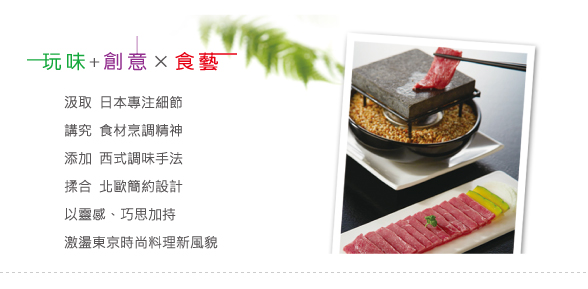 玩味+創意×食藝
汲取 日本專注細節
講究 食材烹調精神
添加 西式調味手法
揉合 北歐簡約設計
以靈感、巧思加持
激盪東京時尚料理新風貌